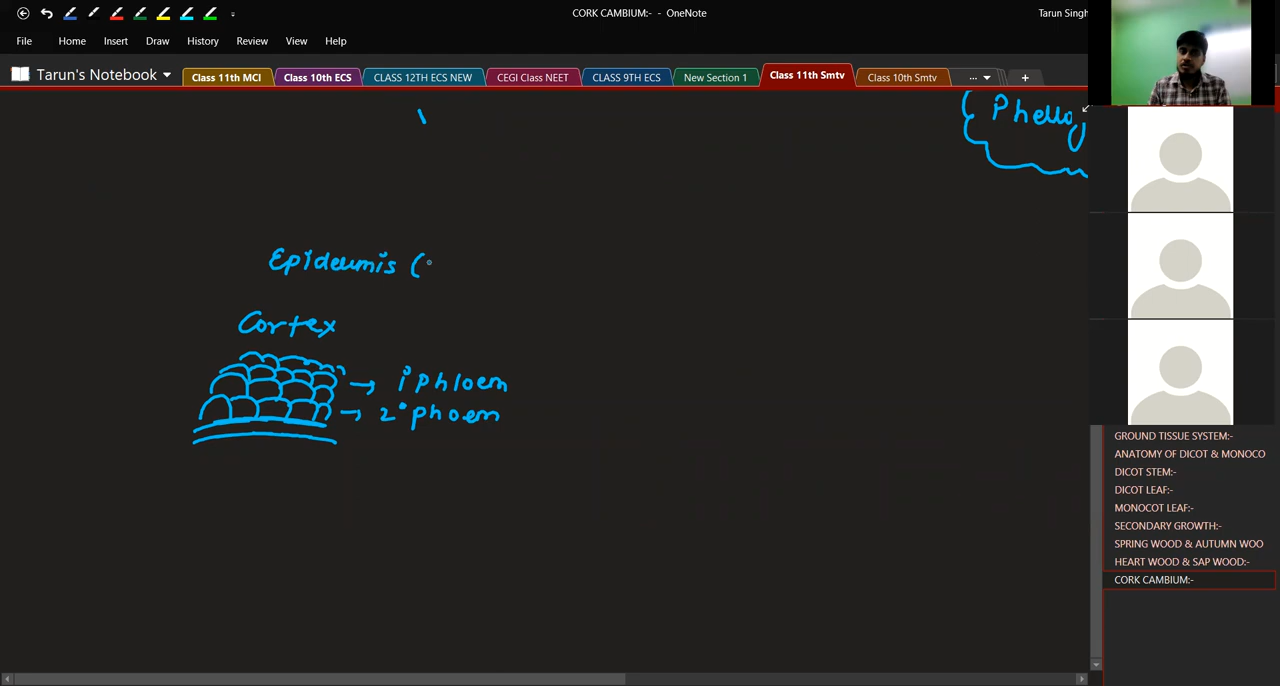 CORK CAMBIUM:- - OneNote
Tarun Singh
File Home Insert Draw History View Help
Tarun's Notebook
Class 11th MCI Class 10th ECS CLASS 12TH ECS NEW CEGI Class NEET CLASS 9TH ECS New Section 1 Class 11th Smtv Class 10th Smtv ... +
Phellog
Epidermis (
Cortex
1° phloem
2° phoem
GROUND TISSUE SYSTEM:-
ANATOMY OF DICOT & MONOCO
DICOT STEM:-
DICOT LEAF:-
MONOCOT LEAF:-
SECONDARY GROWTH:-
SPRING WOOD & AUTUMN WOO
HEART WOOD & SAP WOOD:-
CORK CAMBIUM:-